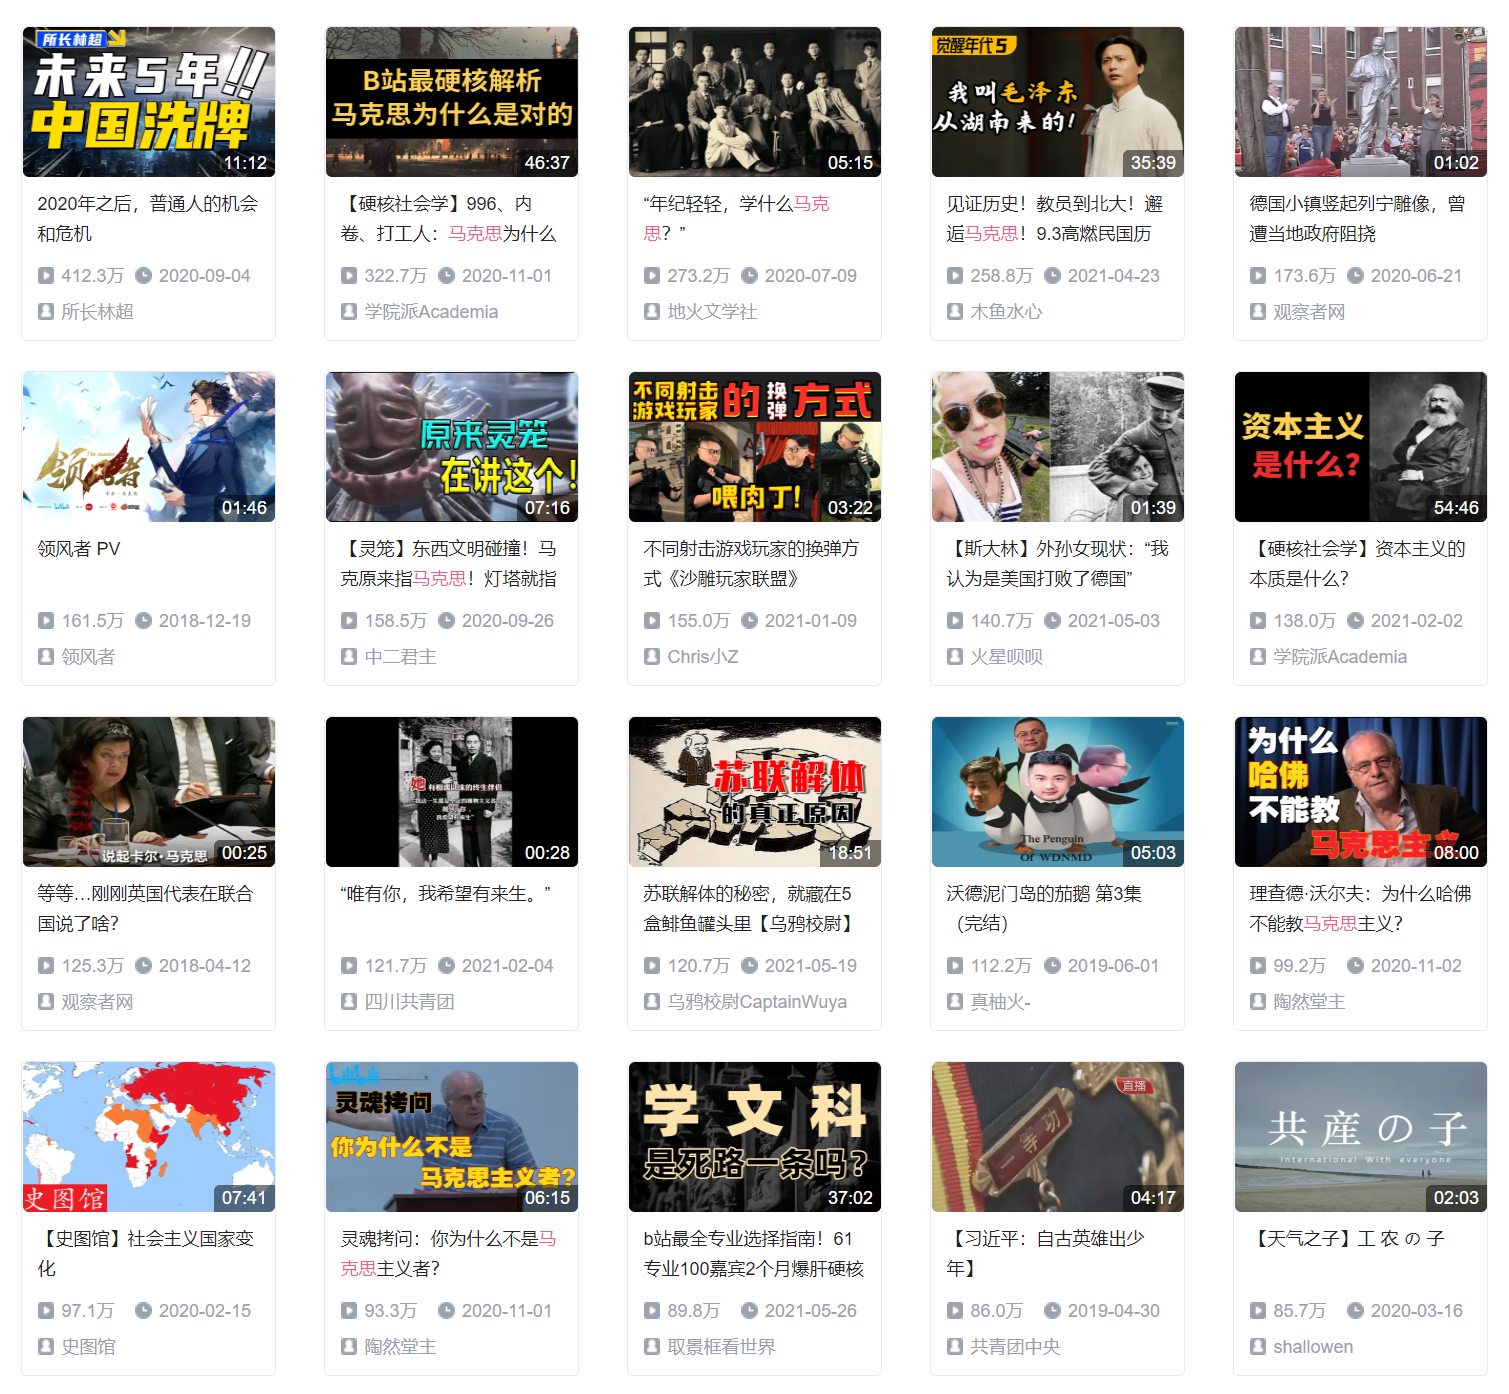 所长林超
未来5年!!
中国洗牌
11:12
2020年之后，普通人的机会
和危机
412.3万 2020-09-04
所长林超
B站最硬核解析
马克思为什么是对的
46:37
【硬核社会学】996、内
卷、打工人：马克思为什么
322.7万 2020-11-01
学院派Academia
05:15
“年纪轻轻，学什么马克
思？”
273.2万 2020-07-09
地火文学社
觉醒年代5
我叫毛泽东
从湖南来的!
35:39
见证历史！教员到北大！邂
逅马克思！9.3高燃民国历
258.8万 2021-04-23
木鱼水心
01:02
德国小镇竖起列宁雕像，曾
遭当地政府阻挠
173.6万 2020-06-21
观察者网
领风者
01:46
领风者 PV
161.5万 2018-12-19
领风者
原来灵笼
在讲这个!
07:16
【灵笼】东西文明碰撞！马
克原来指马克思！灯塔就指
158.5万 2020-09-26
中二君主
不同射击
游戏玩家的换弹方式
喂肉丁!
03:22
不同射击游戏玩家的换弹方
式《沙雕玩家联盟》
155.0万 2021-01-09
Chris小Z
01:39
【斯大林】外孙女现状：“我
认为是美国打败了德国”
140.7万 2021-05-03
火星呗呗
资本主义
是什么?
54:46
【硬核社会学】资本主义的
本质是什么？
138.0万 2021-02-02
学院派Academia
说起卡尔·马克思
00:25
等等...刚刚英国代表在联合
国说了啥？
125.3万 2018-04-12
观察者网
她有相濡以沫的终生伴侣
00:28
“唯有你，我希望有来生。”
121.7万 2021-02-04
四川共青团
苏联解体
的真正原因
18:51
苏联解体的秘密，就藏在5
盒鲱鱼罐头里【乌鸦校尉】
120.7万 2021-05-19
乌鸦校尉CaptainWuya
The Penguin
Of WDNMD
05:03
沃德泥门岛的茄鹅 第3集
（完结）
112.2万 2019-06-01
真柚火-
为什么
哈佛
不能教
马克思主义
08:00
理查德·沃尔夫：为什么哈佛
不能教马克思主义？
99.2万 2020-11-02
陶然堂主
史图馆
07:41
【史图馆】社会主义国家变
化
97.1万 2020-02-15
史图馆
bilibili
灵魂拷问
你为什么不是
马克思主义者?
06:15
灵魂拷问：你为什么不是马
克思主义者？
93.3万 2020-11-01
陶然堂主
学文科
是死路一条吗?
37:02
b站最全专业选择指南！61
专业100嘉宾2个月爆肝硬核
89.8万 2021-05-26
取景框看世界
直播
一等功
04:17
【习近平：自古英雄出少
年】
86.0万 2019-04-30
共青团中央
共産の子
International With everyone
02:03
【天气之子】工 农 の 子
85.7万 2020-03-16
shallowen